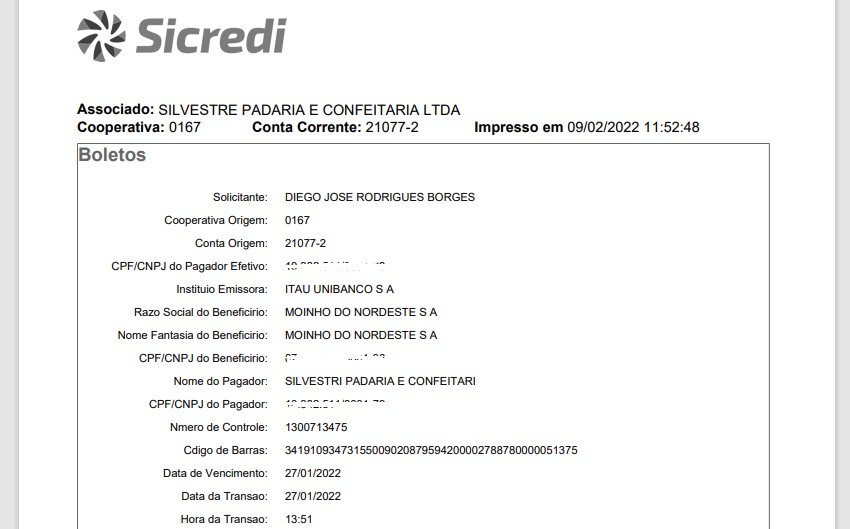 Sicredi
Associado: SILVESTRE PADARIA E CONFEITARIA LTDA
Cooperativa: 0167 Conta Corrente: 21077-2 Impresso em 09/02/2022 11:52:48
Boletos
Solicitante: DIEGO JOSE RODRIGUES BORGES
Cooperativa Origem: 0167
Conta Origem: 21077-2
CPF/CNPJ do Pagador Efetivo:
Instituio Emissora: ITAU UNIBANCO S A
Razo Social do Beneficirio: MOINHO DO NORDESTE S A
Nome Fantasia do Beneficirio: MOINHO DO NORDESTE S A
CPF/CNPJ do Beneficirio:
Nome do Pagador: SILVESTRI PADARIA E CONFEITARI
CPF/CNPJ do Pagador:
Nmero de Controle: 1300713475
Cdigo de Barras: 34191093473155009020879594200002788780000051375
Data de Vencimento: 27/01/2022
Data da Transao: 27/01/2022
Hora da Transao: 13:51